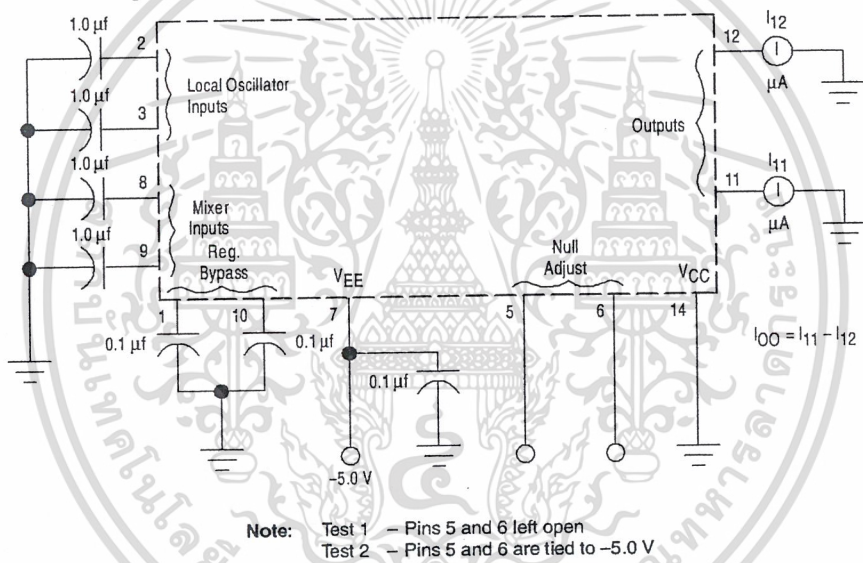 1.0 µf
2
12
I12
I
µA
Local Oscillator
Inputs
1.0 µf
3
Outputs
1.0 µf
8
11
I11
I
µA
Mixer
Inputs
1.0 µf
9
Reg.
Bypass
VEE
Null
Adjust
VCC
1
10
7
5
6
14
0.1 µf
0.1 µf
0.1 µf
IOO = I11 – I12
–5.0 V
Note: Test 1 – Pins 5 and 6 left open
Test 2 – Pins 5 and 6 are tied to –5.0 V